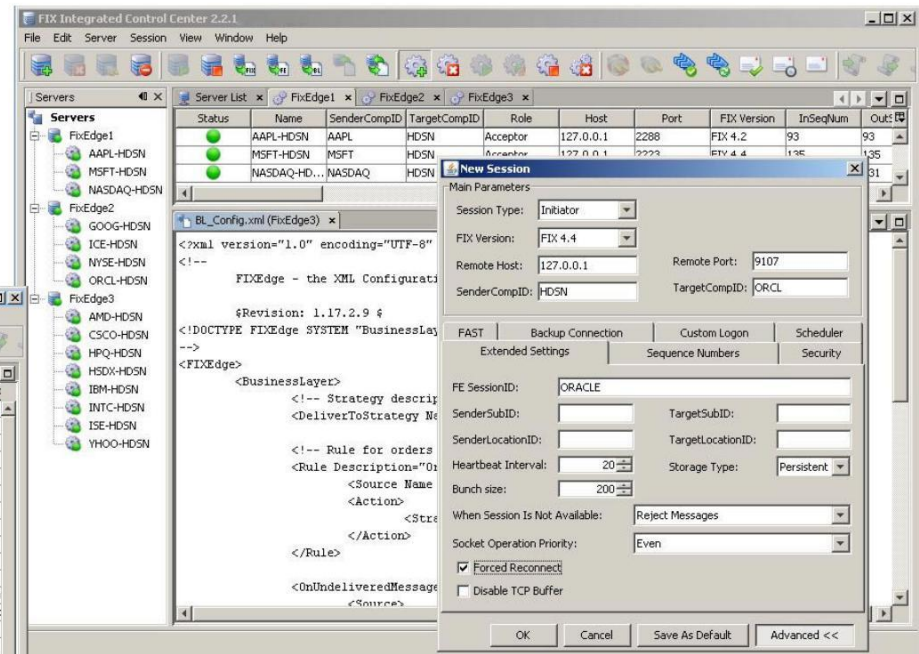 FIX Integrated Control Center 2.2.1
File Edit Server Session View Window Help
Servers
Server List FixEdge1 FixEdge2 FixEdge3
Servers
FixEdge1
AAPL-HDSN
MSFT-HDSN
NASDAQ-HDSN
FixEdge2
GOOG-HDSN
ICE-HDSN
NYSE-HDSN
ORCL-HDSN
FixEdge3
AMD-HDSN
CSCO-HDSN
HPQ-HDSN
HSDX-HDSN
IBM-HDSN
INTC-HDSN
ISE-HDSN
YHOO-HDSN
Status Name SenderCompID TargetCompID Role Host Port FIX Version InSeqNum OutS
AAPL-HDSN AAPL HDSN Acceptor 127.0.0.1 2288 FIX 4.2 93 93
MSFT-HDSN MSFT HDSN Acceptor 127.0.0.1 2223 FIX 4.4 135 135
NASDAQ-HD... NASDAQ HDSN 31
BL_Config.xml (FixEdge3)
<?xml version="1.0" encoding="UTF-8"
<!--
FIXEdge - the XML Configurati
$Revision: 1.17.2.9 $
<!DOCTYPE FIXEdge SYSTEM "BusinessLay
-->
<FIXEdge>
<BusinessLayer>
<!-- Strategy descrip
<DeliverToStrategy Na
<!-- Rule for orders
<Rule Description="Or
<Source Name
<Action>
<Stra
</Action>
</Rule>
<OnUndeliveredMessage
<Source>
New Session
Main Parameters
Session Type: Initiator
FIX Version: FIX 4.4
Remote Host: 127.0.0.1 Remote Port: 9107
SenderCompID: HDSN TargetCompID: ORCL
FAST Backup Connection Custom Logon Scheduler
Extended Settings Sequence Numbers Security
FE SessionID: ORACLE
SenderSubID: TargetSubID:
SenderLocationID: TargetLocationID:
Heartbeat Interval: 20 Storage Type: Persistent
Bunch size: 200
When Session Is Not Available: Reject Messages
Socket Operation Priority: Even
Forced Reconnect
Disable TCP Buffer
OK Cancel Save As Default Advanced <<